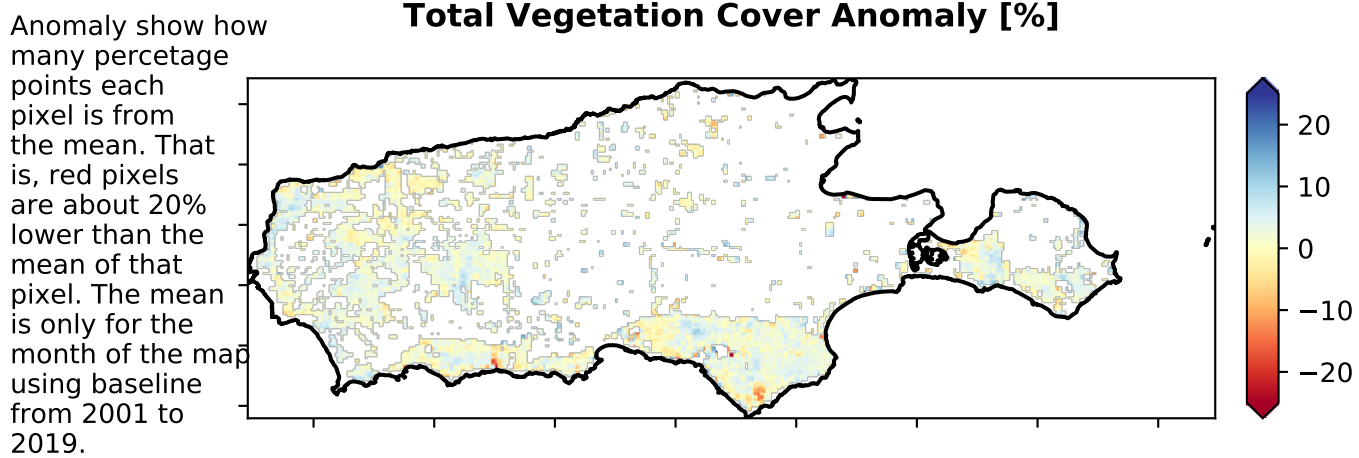 Total Vegetation Cover Anomaly [%]
Anomaly show how
many percetage
points each
pixel is from
the mean. That
is, red pixels
are about 20%
lower than the
mean of that
pixel. The mean
is only for the
month of the map
using baseline
from 2001 to
2019.
20
10
0
−10
−20